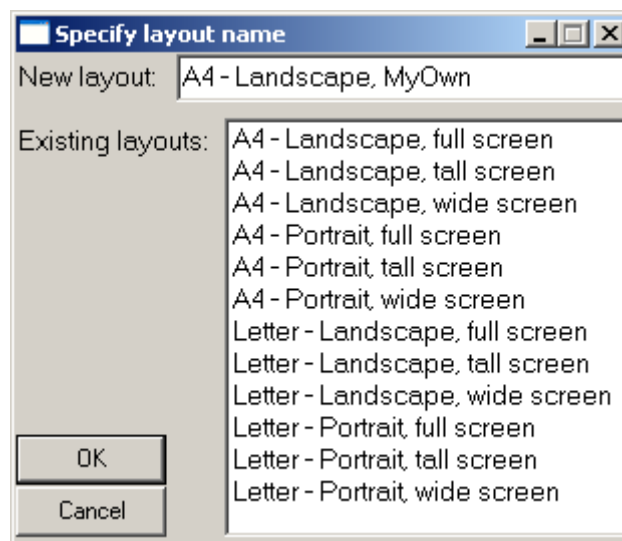 Specify layout name
New layout: A4 - Landscape, MyOwn
Existing layouts:
A4 - Landscape, full screen
A4 - Landscape, tall screen
A4 - Landscape, wide screen
A4 - Portrait, full screen
A4 - Portrait, tall screen
A4 - Portrait, wide screen
Letter - Landscape, full screen
Letter - Landscape, tall screen
Letter - Landscape, wide screen
Letter - Portrait, full screen
Letter - Portrait, tall screen
Letter - Portrait, wide screen
OK
Cancel